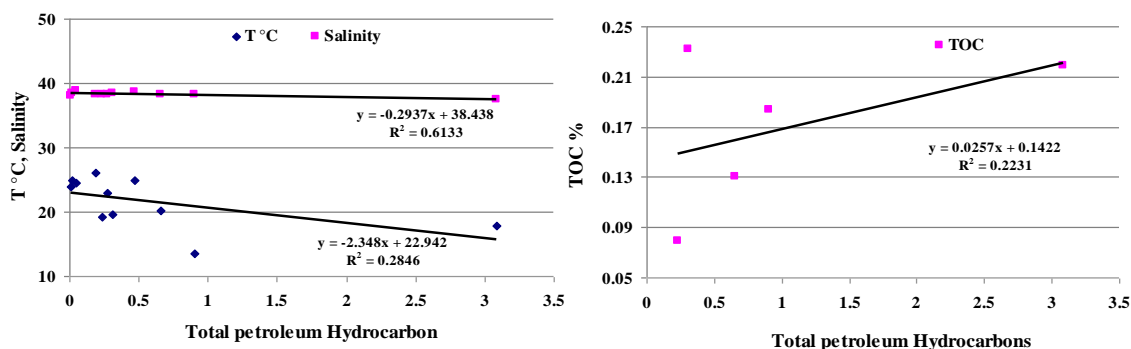 50
40
30
20
10
T °C, Salinity
T °C
Salinity
y = -0.2937x + 38.438
R² = 0.6133
y = -2.348x + 22.942
R² = 0.2846
0 0.5 1 1.5 2 2.5 3 3.5
Total petroleum Hydrocarbon
0.25
0.21
0.17
0.13
0.09
0.05
TOC %
TOC
y = 0.0257x + 0.1422
R² = 0.2231
0 0.5 1 1.5 2 2.5 3 3.5
Total petroleum Hydrocarbons